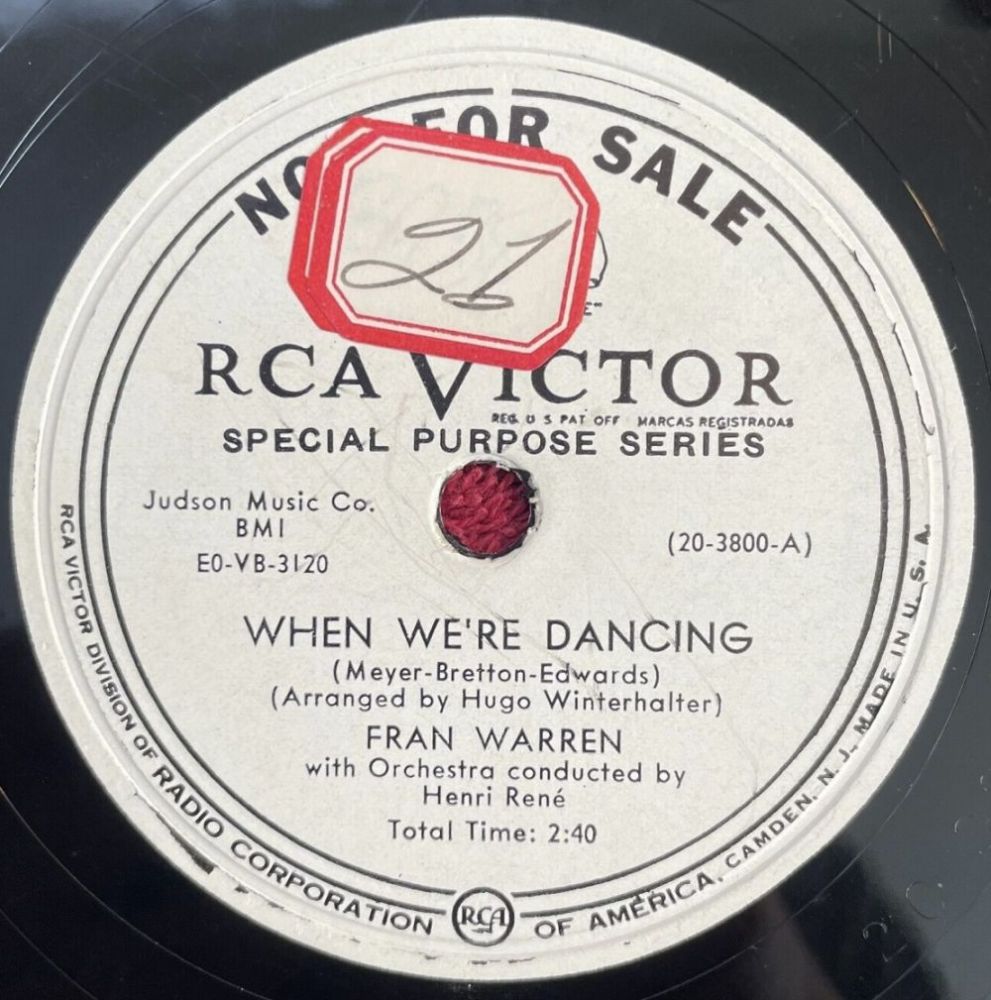 FOR SALE
21
RCA VICTOR
REG. U S PAT OFF MARCAS REGISTRADAS
SPECIAL PURPOSE SERIES
Judson Music Co.
BMI
E0-VB-3120
(20-3800-A)
WHEN WE'RE DANCING
(Meyer-Bretton-Edwards)
(Arranged by Hugo Winterhalter)
FRAN WARREN
with Orchestra conducted by
Henri René
Total Time: 2:40
RCA VICTOR DIVISION OF RADIO CORPORATION RCA OF AMERICA, CAMDEN, N. J. MADE IN U. S. A.